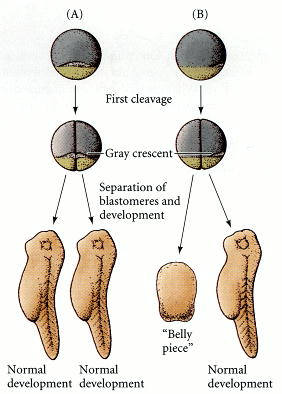 (A)
(B)
First cleavage
Gray crescent
Separation of
blastomeres and
development
"Belly
piece"
Normal
development
Normal
development
Normal
development